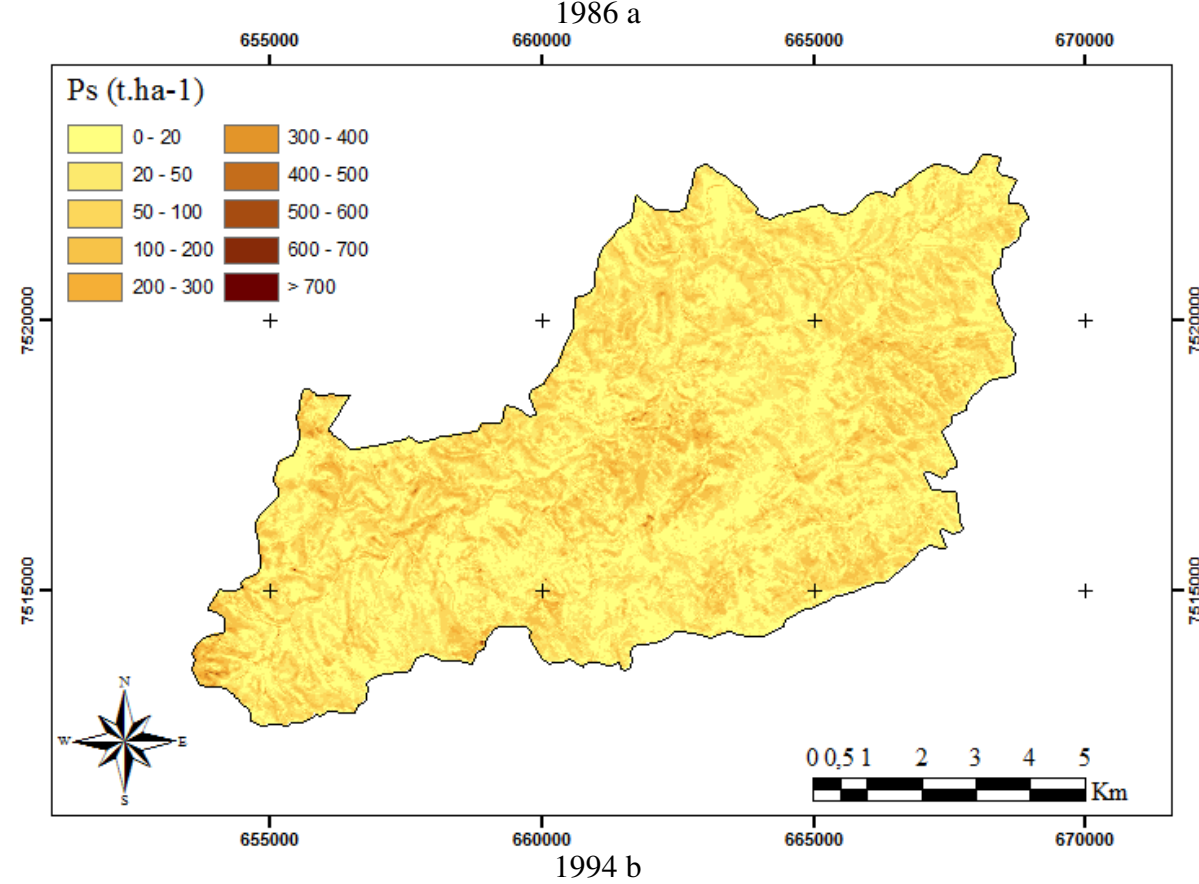 1986 a
655000 660000 665000 670000
Ps (t.ha-1)
0 - 20 300 - 400
20 - 50 400 - 500
50 - 100 500 - 600
100 - 200 600 - 700
200 - 300 > 700
7520000 7520000
7515000 7515000
N
W E
S
0 0,5 1 2 3 4 5
Km
655000 660000 665000 670000
1994 b